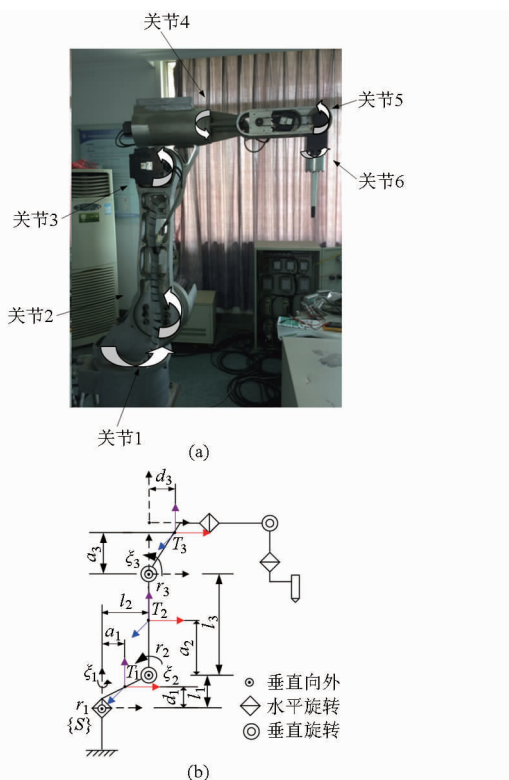 关节4
关节5
关节6
关节3
关节2
关节1
(a)
d₃
a₃
T₃
ξ₃
r₃
l₂
T₂
l₃
a₁
a₂
r₂
ξ₁
T₁
ξ₂
r₁
d₁
l₁
{S}
垂直向外
水平旋转
垂直旋转
(b)